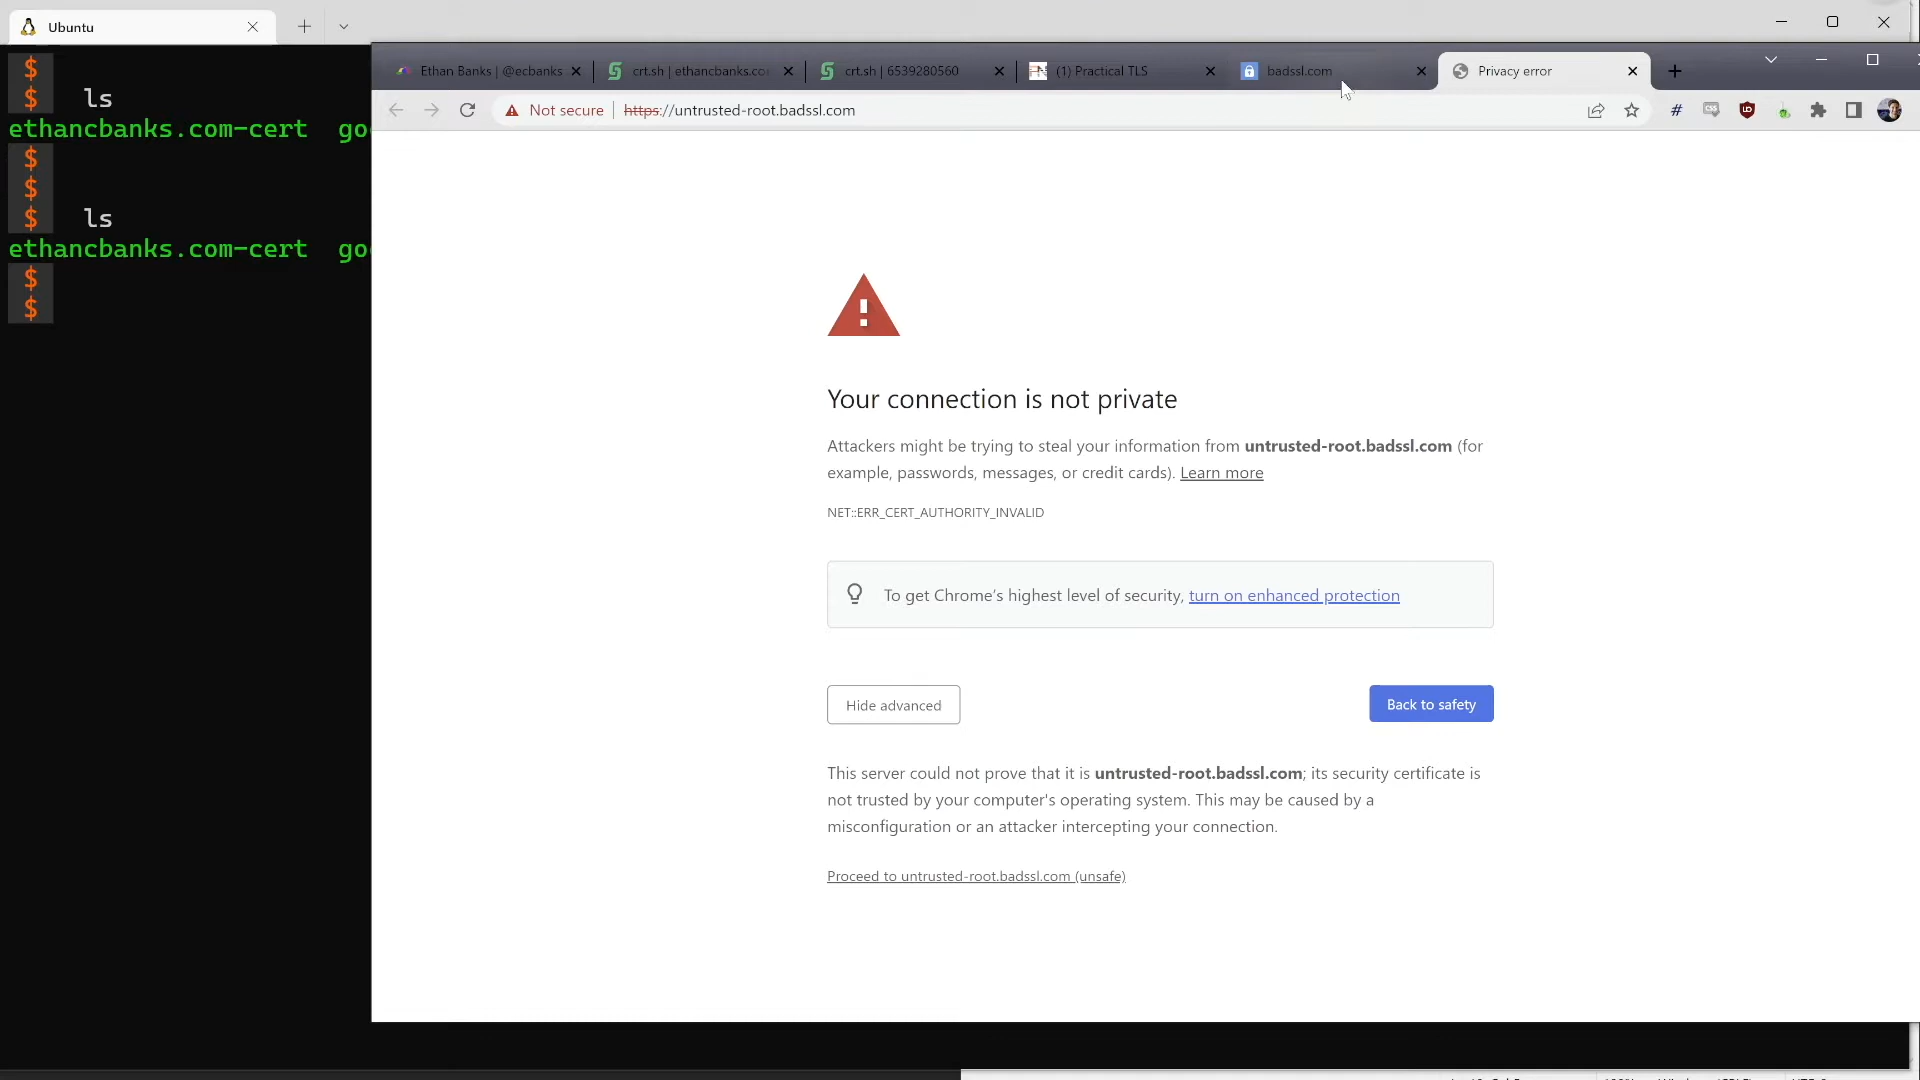 Ubuntu
$
$ ls
ethancbanks.com-cert
$
$
$ ls
ethancbanks.com-cert
$
$
Ethan Banks | @ecbanks
crt.sh | ethancbanks.co
crt.sh | 6539280560
(1) Practical TLS
badssl.com
Privacy error
Not secure | https://untrusted-root.badssl.com
Your connection is not private
Attackers might be trying to steal your information from untrusted-root.badssl.com (for
example, passwords, messages, or credit cards). Learn more
NET::ERR_CERT_AUTHORITY_INVALID
To get Chrome's highest level of security, turn on enhanced protection
Hide advanced
Back to safety
This server could not prove that it is untrusted-root.badssl.com; its security certificate is
not trusted by your computer's operating system. This may be caused by a
misconfiguration or an attacker intercepting your connection.
Proceed to untrusted-root.badssl.com (unsafe)